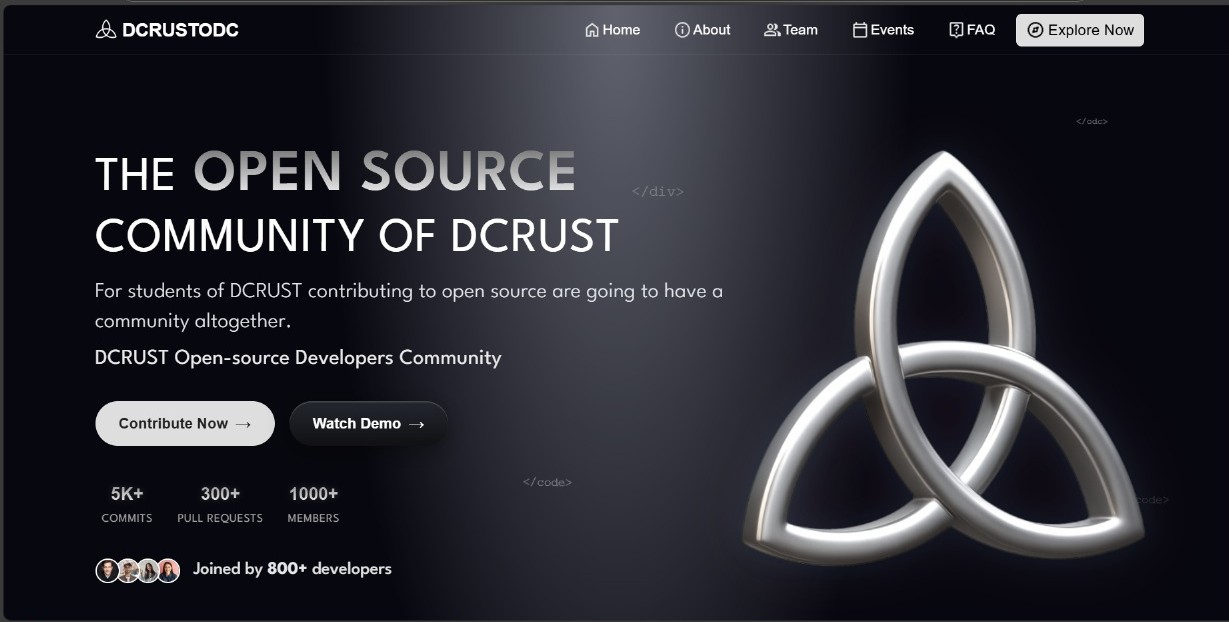 DCRUSTODC
Home
About
Team
Events
FAQ
Explore Now
</odc>
THE OPEN SOURCE
</div>
COMMUNITY OF DCRUST
For students of DCRUST contributing to open source are going to have a
community altogether.
DCRUST Open-source Developers Community
Contribute Now →
Watch Demo →
</code>
5K+
COMMITS
300+
PULL REQUESTS
1000+
MEMBERS
code>
Joined by 800+ developers